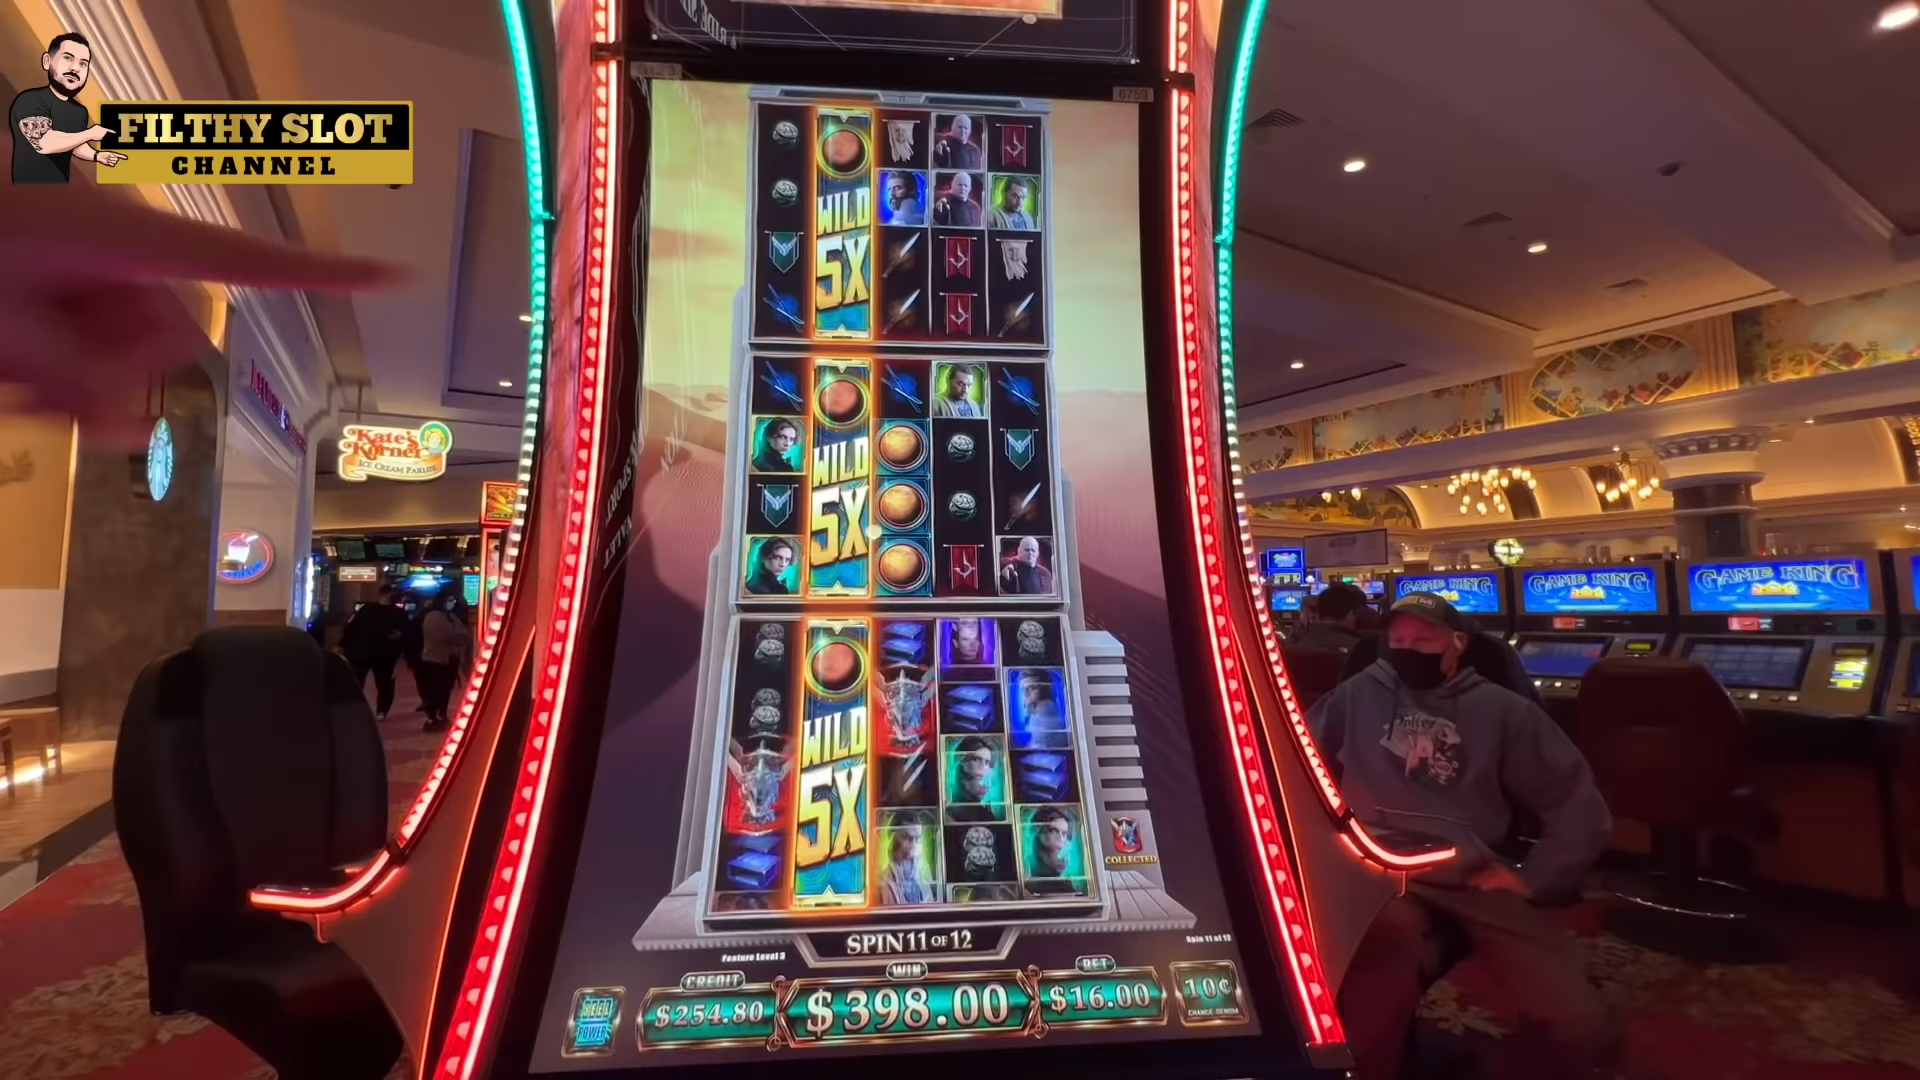 FILTHY SLOT
CHANNEL
6759
WILD
5X
WILD
5X
WILD
5X
Kate's
Korner
ICE CREAM PARLOR
GAME KING
GAME KING
GAME KING
COLLECTED
SPIN 11 OF 12
Spin 11 of 12
Feature Level 3
CREDIT
WIN
BET
$254.80
$398.00
$16.00
10¢
CHANGE DENOM
REEL
POWER